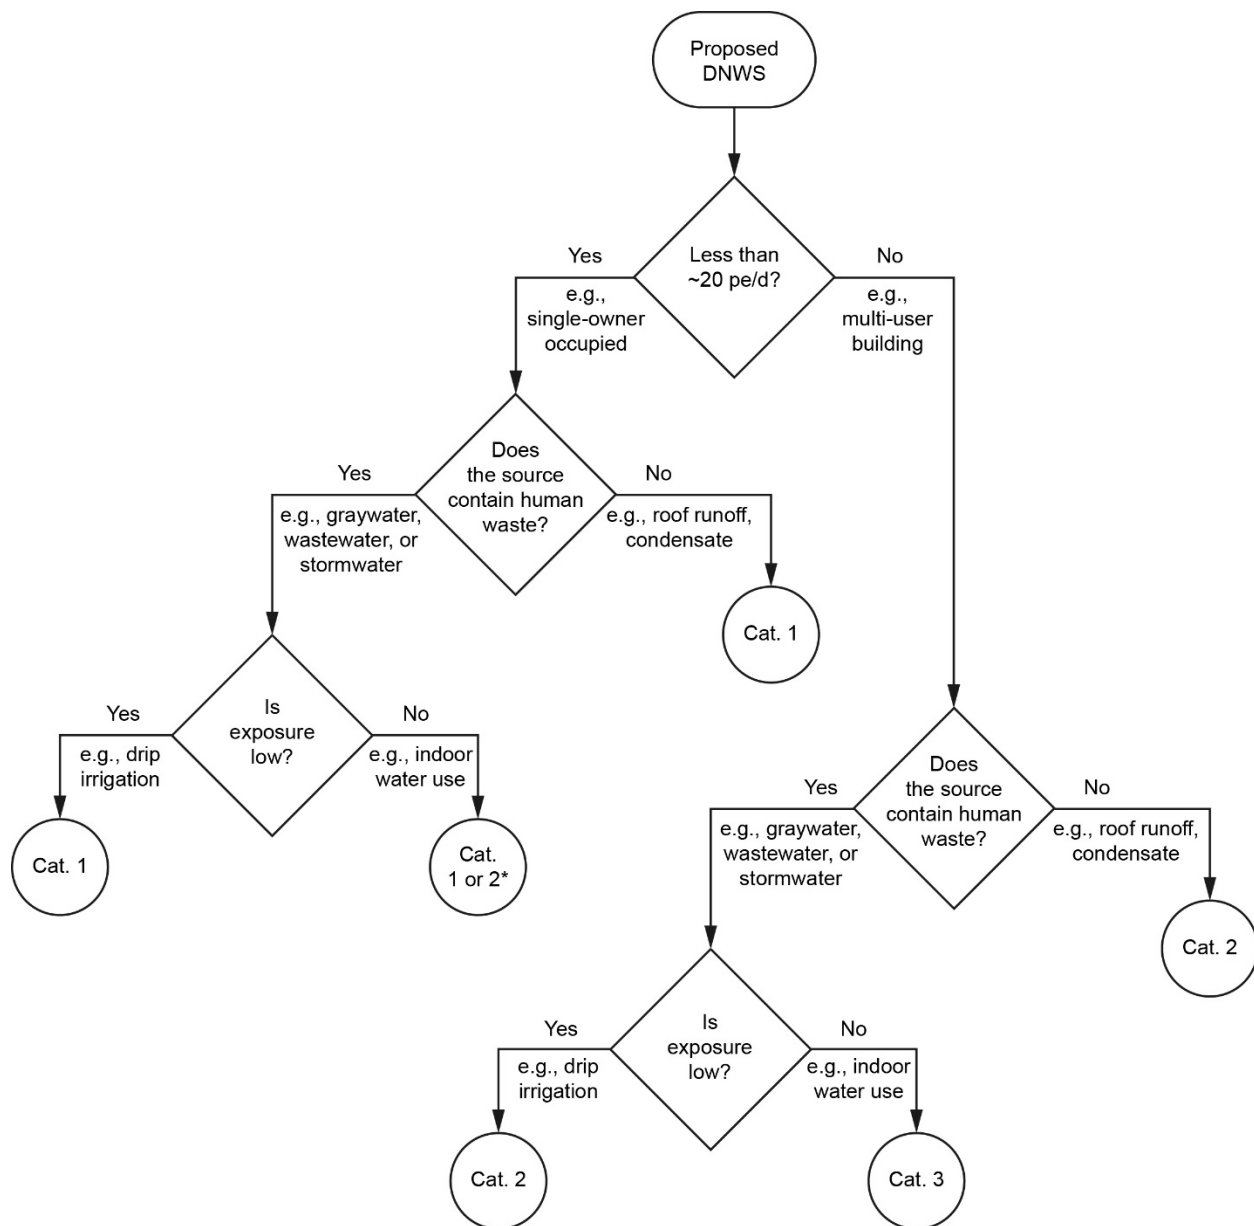 Proposed
DNWS
Less than
~20 pe/d?
Yes
e.g.,
single-owner
occupied
No
e.g.,
multi-user
building
Does
the source
contain human
waste?
Yes
e.g., graywater,
wastewater, or
stormwater
No
e.g., roof runoff,
condensate
Cat. 1
Is
exposure
low?
Yes
e.g., drip
irrigation
No
e.g., indoor
water use
Cat. 1
Cat.
1 or 2*
Does
the source
contain human
waste?
Yes
e.g., graywater,
wastewater, or
stormwater
No
e.g., roof runoff,
condensate
Cat. 2
Is
exposure
low?
Yes
e.g., drip
irrigation
No
e.g., indoor
water use
Cat. 2
Cat. 3